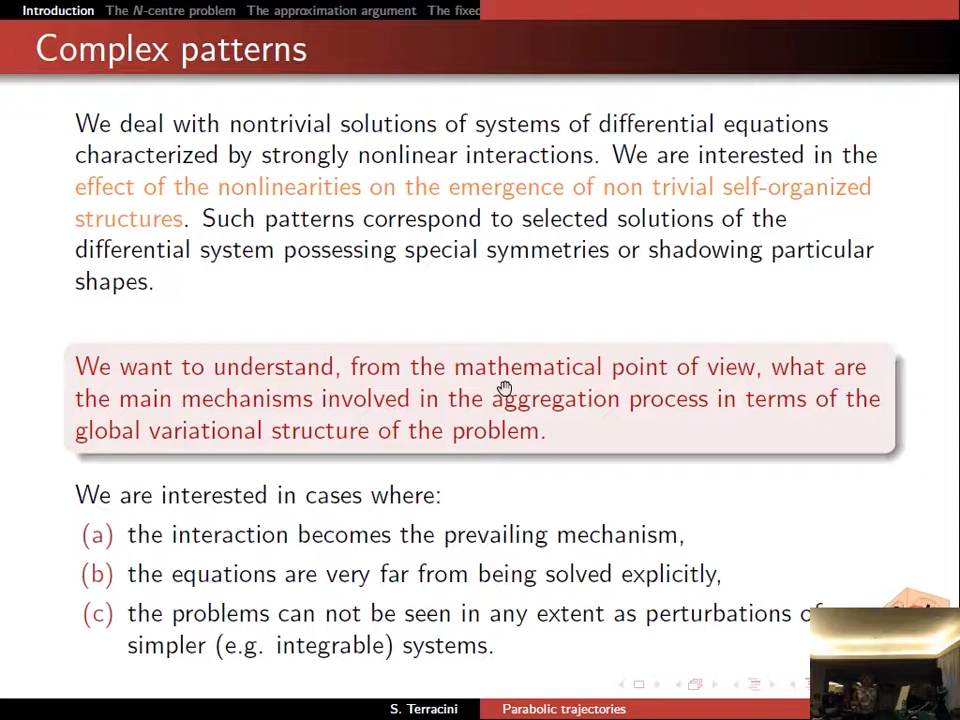 Introduction The N-centre problem The approximation argument The fixed
Complex patterns
We deal with nontrivial solutions of systems of differential equations
characterized by strongly nonlinear interactions. We are interested in the
effect of the nonlinearities on the emergence of non trivial self-organized
structures. Such patterns correspond to selected solutions of the
differential system possessing special symmetries or shadowing particular
shapes.
We want to understand, from the mathematical point of view, what are
the main mechanisms involved in the aggregation process in terms of the
global variational structure of the problem.
We are interested in cases where:
(a) the interaction becomes the prevailing mechanism,
(b) the equations are very far from being solved explicitly,
(c) the problems can not be seen in any extent as perturbations of
simpler (e.g. integrable) systems.
S. Terracini Parabolic trajectories